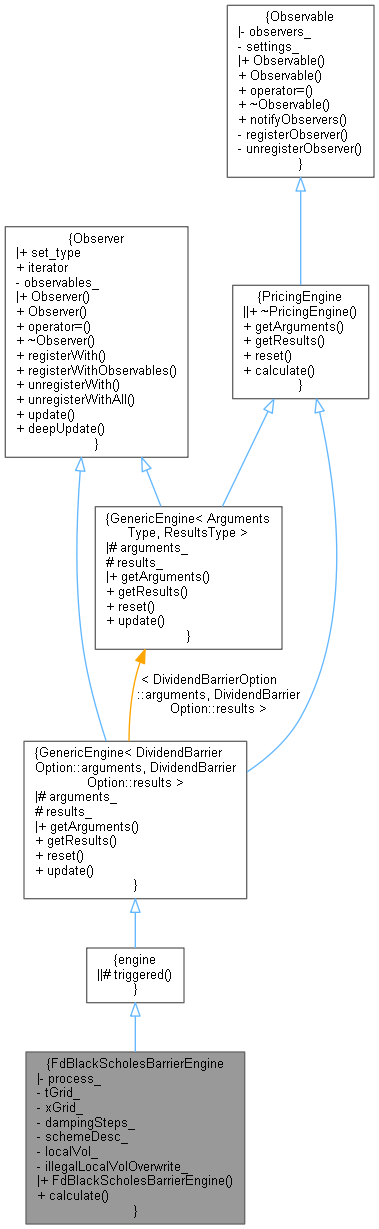 {Observable
|- observers_
- settings_
|+ Observable()
+ Observable()
+ operator=()
+ ~Observable()
+ notifyObservers()
- registerObserver()
- unregisterObserver()
}
{Observer
|+ set_type
+ iterator
- observables_
|+ Observer()
+ Observer()
+ operator=()
+ ~Observer()
+ registerWith()
+ registerWithObservables()
+ unregisterWith()
+ unregisterWithAll()
+ update()
+ deepUpdate()
}
{PricingEngine
||+ ~PricingEngine()
+ getArguments()
+ getResults()
+ reset()
+ calculate()
}
{GenericEngine< Arguments
Type, ResultsType >
|# arguments_
# results_
|+ getArguments()
+ getResults()
+ reset()
+ update()
}
< DividendBarrierOption
::arguments, DividendBarrier
Option::results >
{GenericEngine< DividendBarrier
Option::arguments, DividendBarrier
Option::results >
|# arguments_
# results_
|+ getArguments()
+ getResults()
+ reset()
+ update()
}
{engine
||# triggered()
}
{FdBlackScholesBarrierEngine
|- process_
- tGrid_
- xGrid_
- dampingSteps_
- schemeDesc_
- localVol_
- illegalLocalVolOverwrite_
|+ FdBlackScholesBarrierEngine()
+ calculate()
}